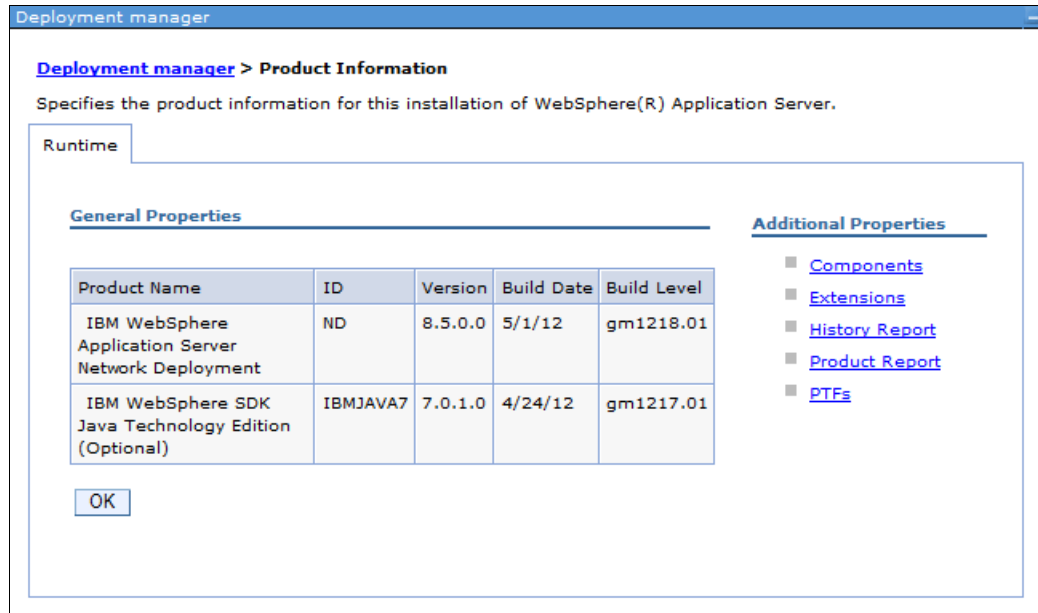 Deployment manager
Deployment manager > Product Information
Specifies the product information for this installation of WebSphere(R) Application Server.
Runtime
General Properties
Product Name ID Version Build Date Build Level
IBM WebSphere ND 8.5.0.0 5/1/12 gm1218.01
Application Server
Network Deployment
IBM WebSphere SDK IBMJAVA7 7.0.1.0 4/24/12 gm1217.01
Java Technology Edition
(Optional)
OK
Additional Properties
Components
Extensions
History Report
Product Report
PTFs